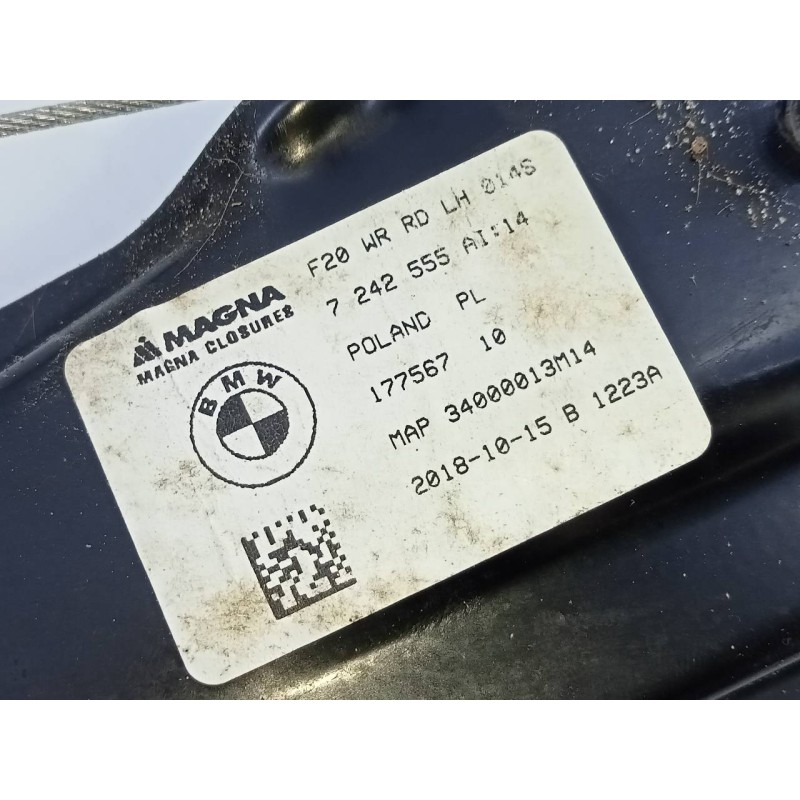 MAGNA
MAGNA CLOSURES
BMW
F20 WR RD LH 014S
7 242 555 AI:14
POLAND PL
177567 10
MAP 34000013M14
2018-10-15 B 1223A